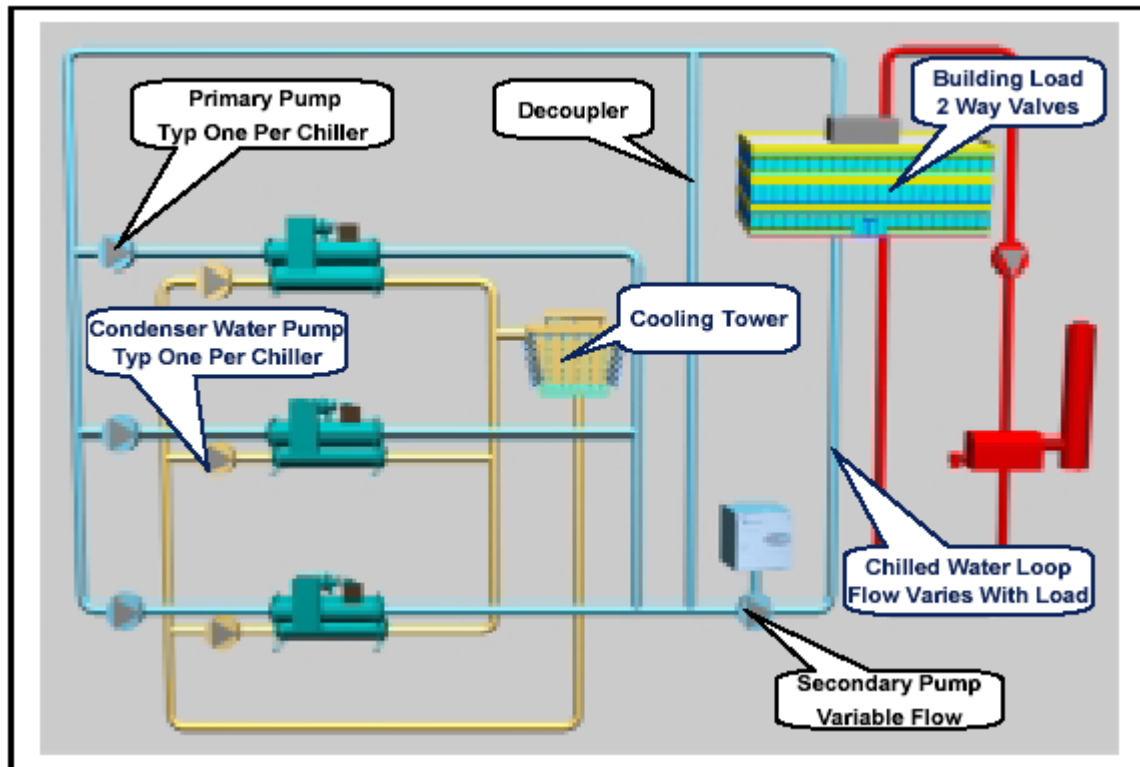 Primary Pump
Typ One Per Chiller
Decoupler
Building Load
2 Way Valves
Condenser Water Pump
Typ One Per Chiller
Cooling Tower
Chilled Water Loop
Flow Varies With Load
Secondary Pump
Variable Flow